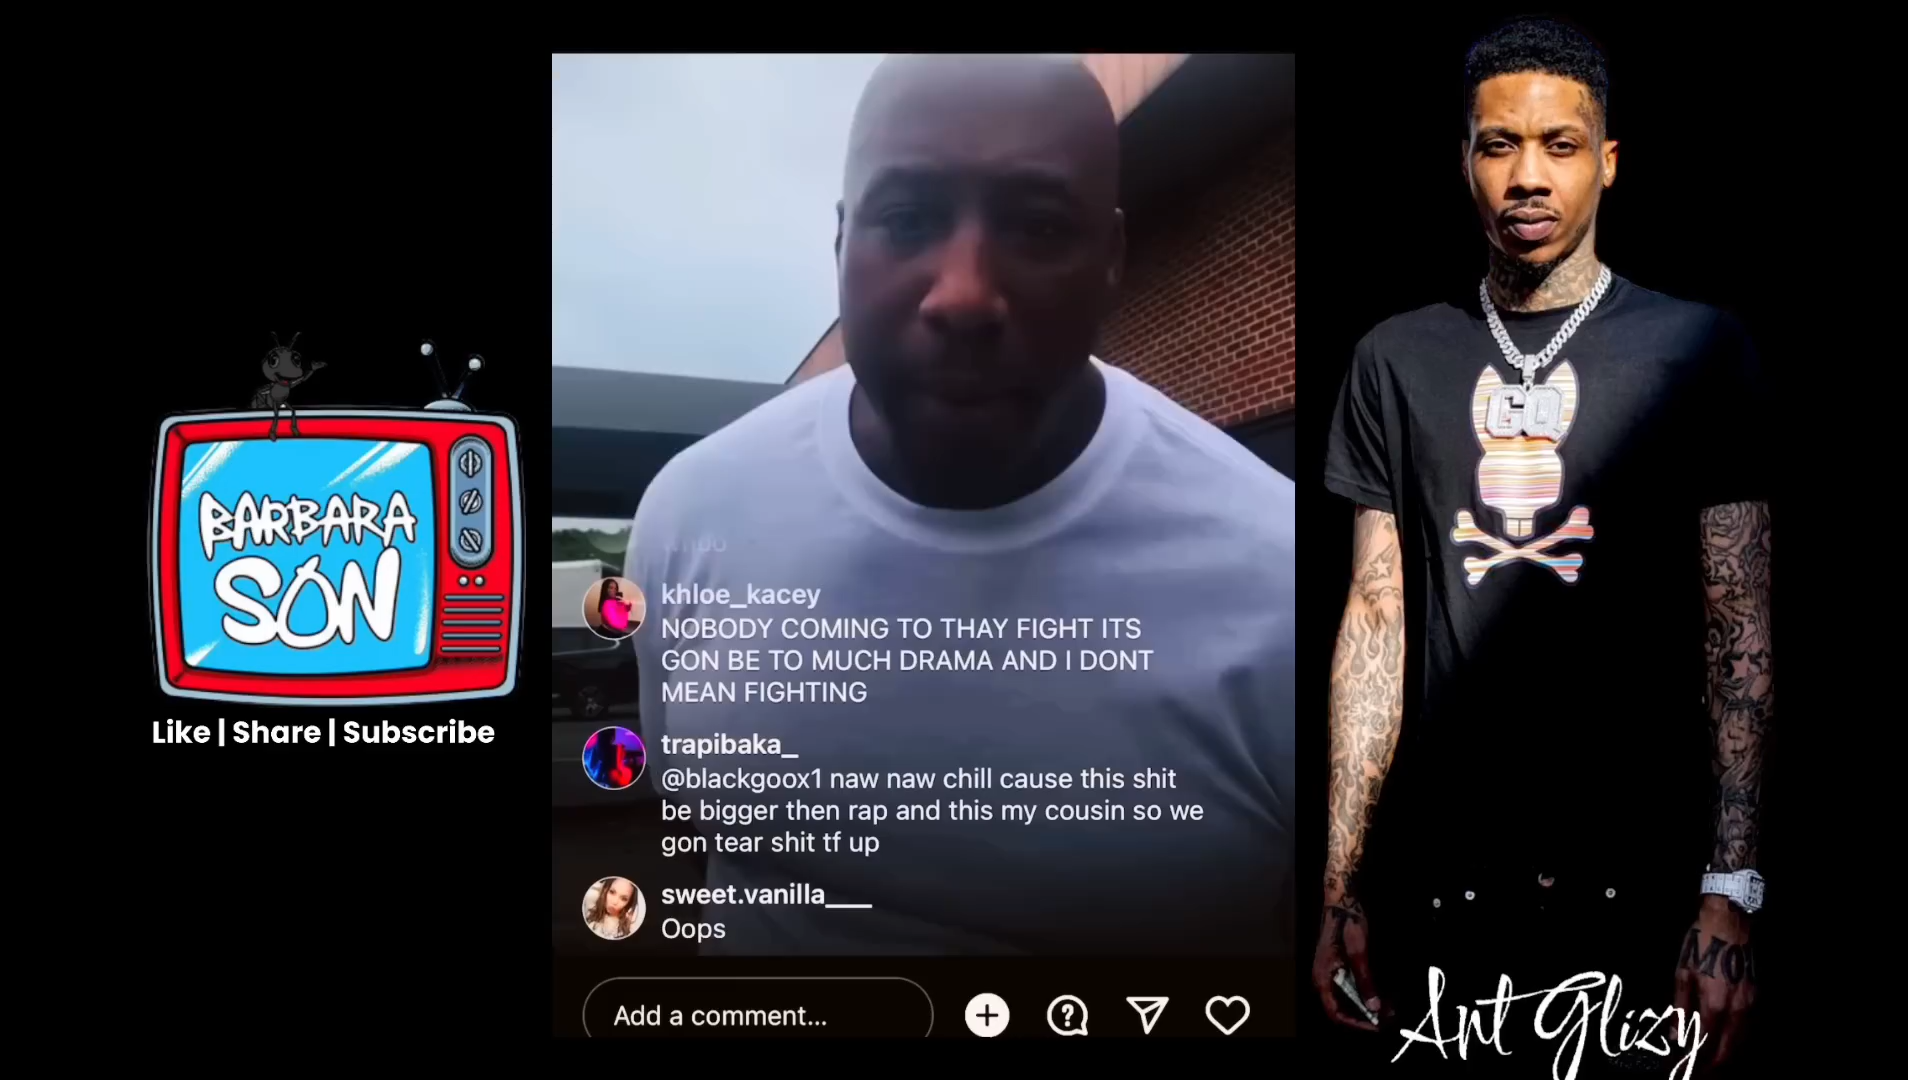 BARBARA
SON
Like | Share | Subscribe
khloe_kacey
NOBODY COMING TO THAY FIGHT ITS
GON BE TO MUCH DRAMA AND I DONT
MEAN FIGHTING
trapibaka_
@blackgoox1 naw naw chill cause this shit
be bigger then rap and this my cousin so we
gon tear shit tf up
sweet.vanilla___
Oops
Add a comment...
GQ
MO
Ant Glizy